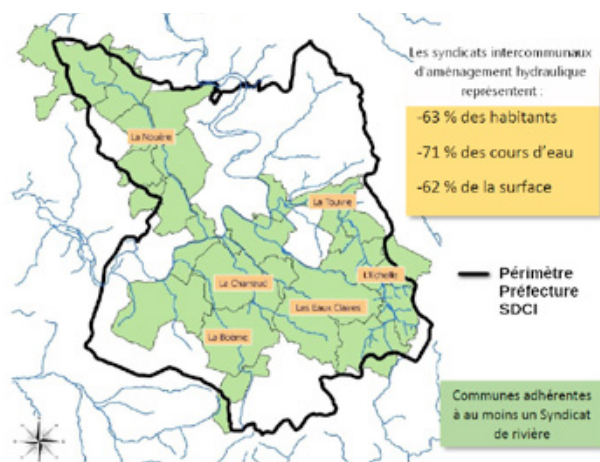 Les syndicats intercommunaux
d'aménagement hydraulique
représentent :
-63 % des habitants
-71 % des cours d'eau
-62 % de la surface
La Nouère
La Touvre
L'Echelle
La Charraud
Les Eaux Claires
La Boëme
Périmètre
Préfecture
SDCI
Communes adhérentes
à au moins un Syndicat
de rivière